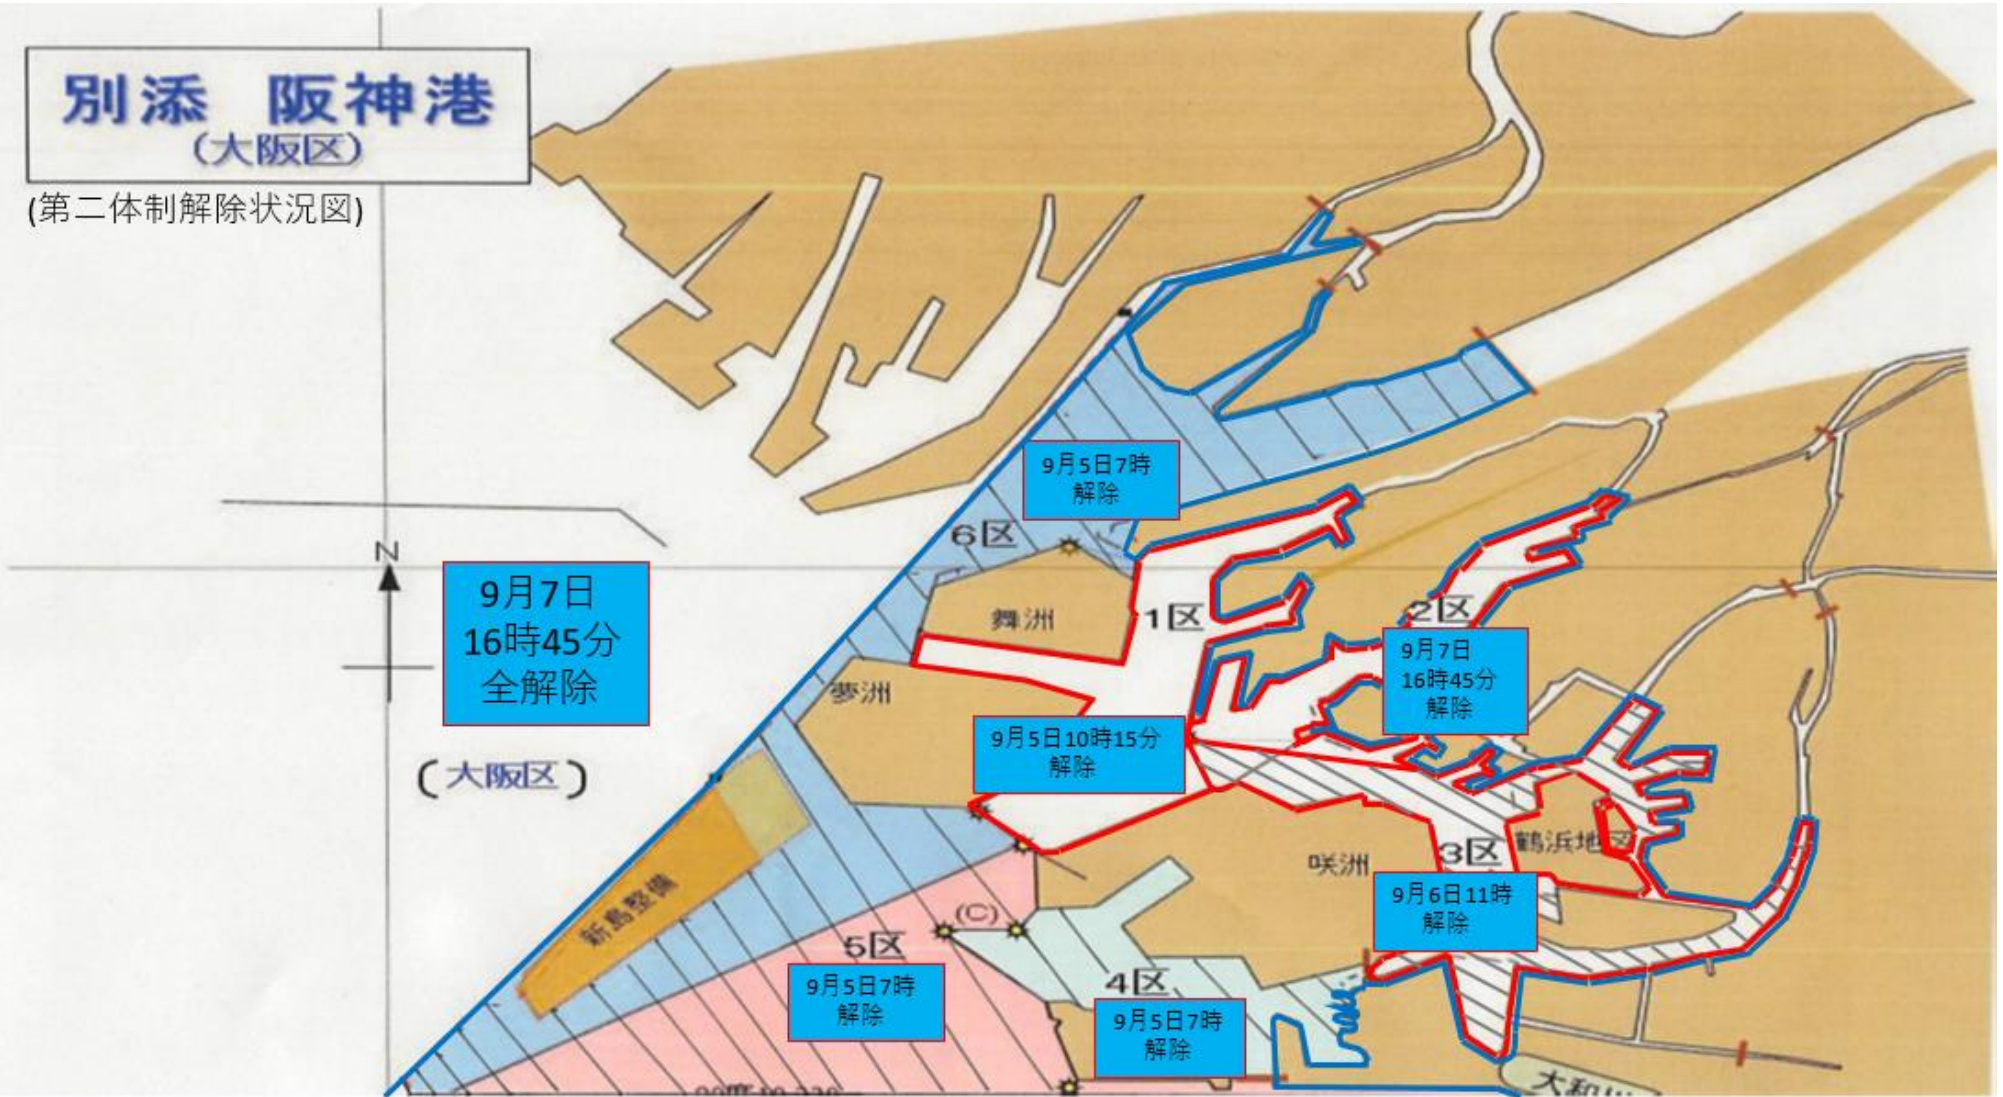 別添 阪神港
(大阪区)
(第二体制解除状況図)
9月5日7時
解除
6区
N
9月7日
16時45分
全解除
舞洲
1区
2区
9月7日
16時45分
解除
夢洲
9月5日10時15分
解除
(大阪区)
鶴浜地区
3区
咲洲
新島整備
9月6日11時
解除
(C)
5区
9月5日7時
解除
4区
9月5日7時
解除